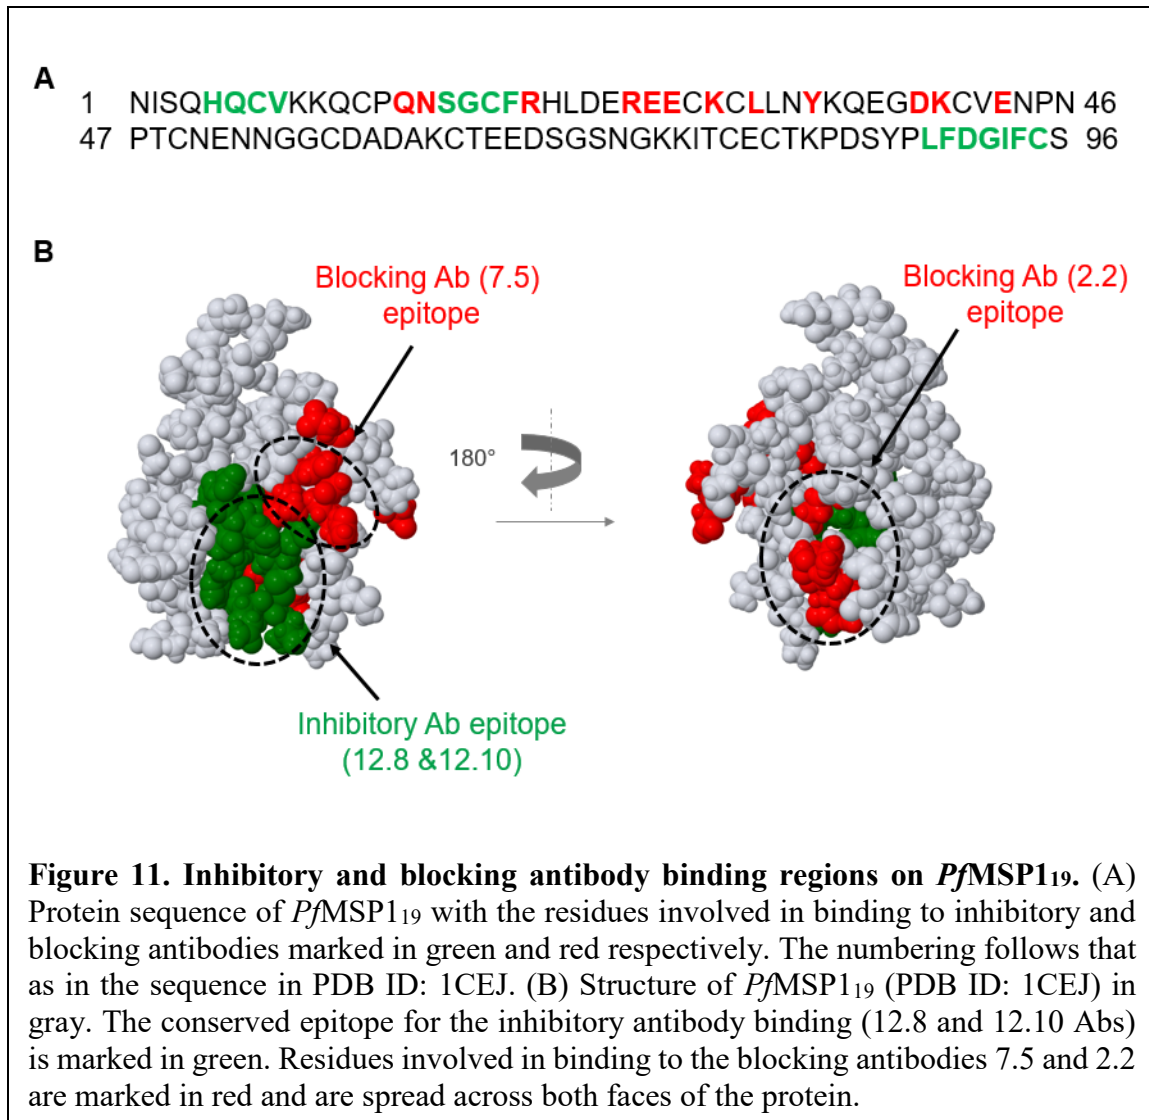 A
1 NISQHQCVKKQCPQNSGCFRHLDEREECKCLLNYKQEGDKCVENPN 46
47 PTCNENNGGCDADAKCTEEDSGSNGKKITCECTKPDSYPLFDGIFCS 96
B
Blocking Ab (7.5)
epitope
Blocking Ab (2.2)
epitope
180°
Inhibitory Ab epitope
(12.8 &12.10)
Figure 11. Inhibitory and blocking antibody binding regions on PfMSP1₁₉. (A)
Protein sequence of PfMSP1₁₉ with the residues involved in binding to inhibitory and
blocking antibodies marked in green and red respectively. The numbering follows that
as in the sequence in PDB ID: 1CEJ. (B) Structure of PfMSP1₁₉ (PDB ID: 1CEJ) in
gray. The conserved epitope for the inhibitory antibody binding (12.8 and 12.10 Abs)
is marked in green. Residues involved in binding to the blocking antibodies 7.5 and 2.2
are marked in red and are spread across both faces of the protein.